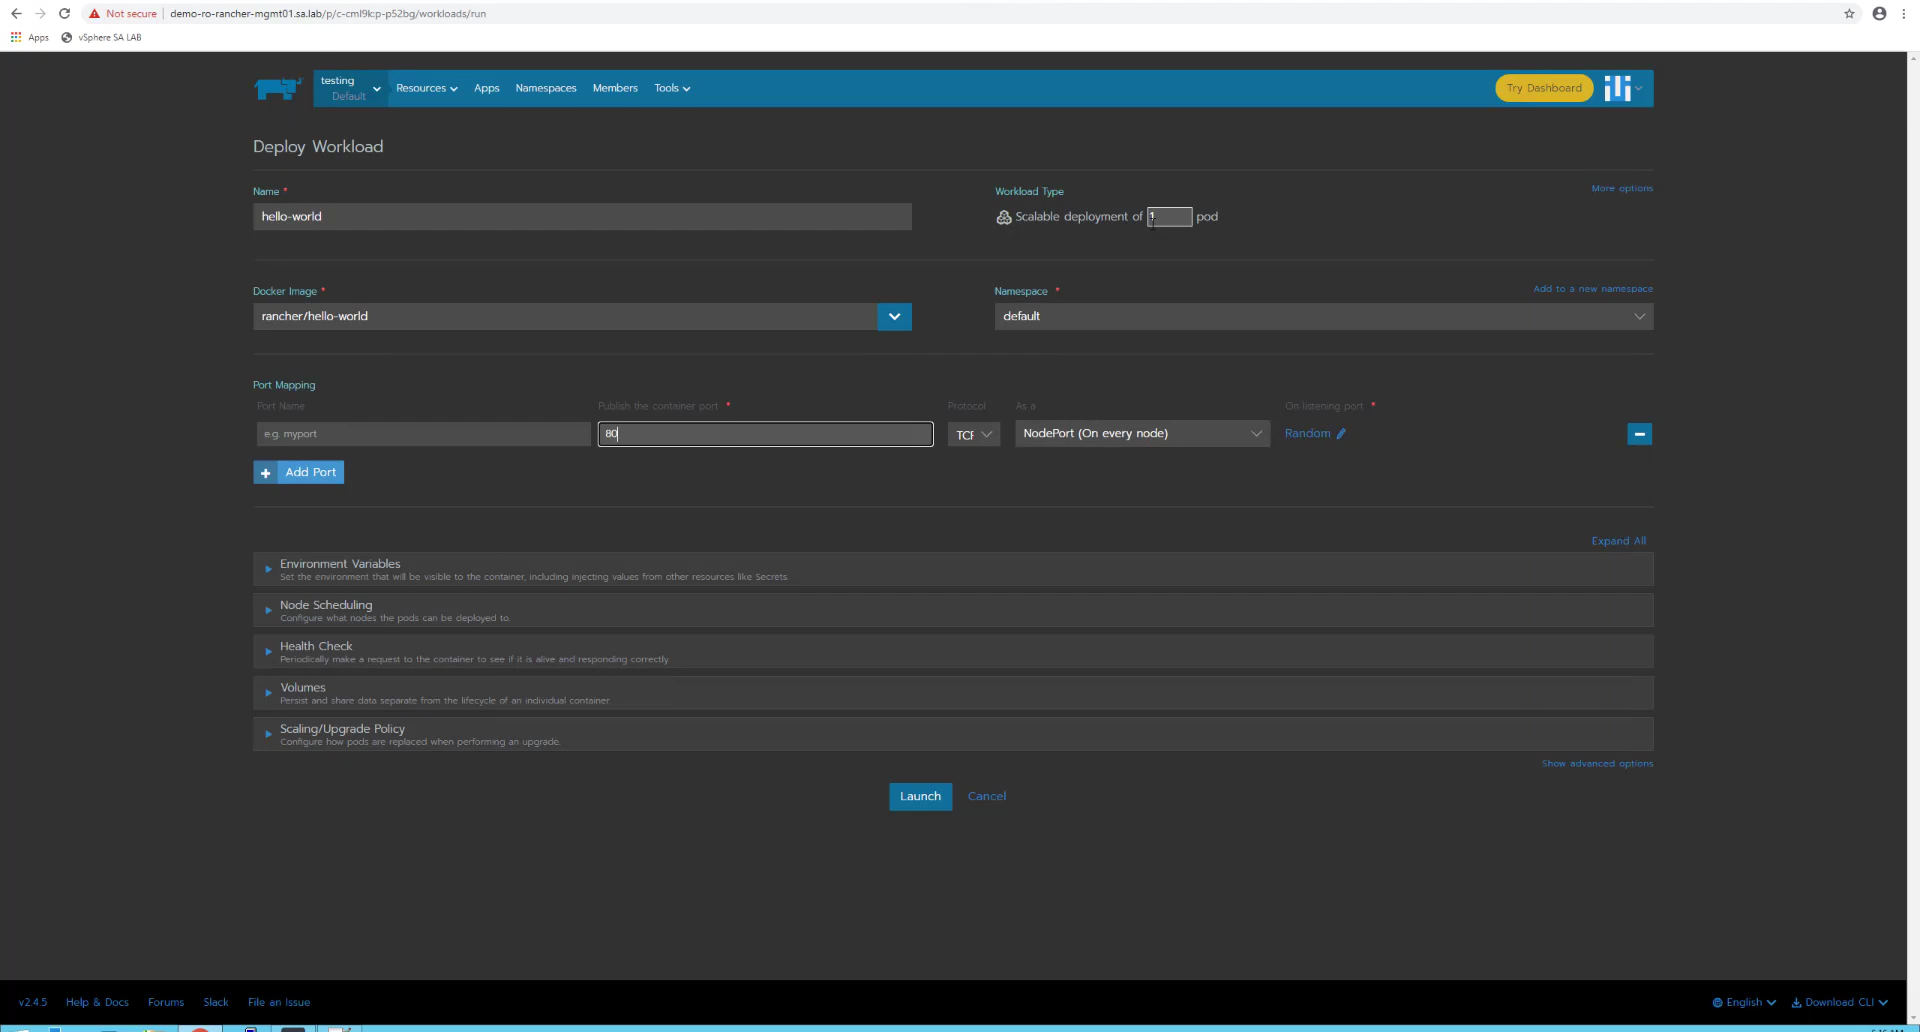 Not secure demo-ro-rancher-mgmt01.sa.lab/p/c-cml9k:p-p52bg/workloads/run
Apps vSphere SA LAB
testing
Default
Resources Apps Namespaces Members Tools Try Dashboard
Deploy Workload
Name *
Workload Type
More options
hello-world
Scalable deployment of 1 pod
Docker Image *
Namespace *
Add to a new namespace
rancher/hello-world
default
Port Mapping
Port Name Publish the container port * Protocol As a On listening port *
e.g. myport 80 TCP NodePort (On every node) Random
+ Add Port
Expand All
Environment Variables
Set the environment that will be visible to the container, including injecting values from other resources like Secrets.
Node Scheduling
Configure what nodes the pods can be deployed to.
Health Check
Periodically make a request to the container to see if it is alive and responding correctly
Volumes
Persist and share data separate from the lifecycle of an individual container
Scaling/Upgrade Policy
Configure how pods are replaced when performing an upgrade.
Show advanced options
Launch Cancel
v2.4.5 Help & Docs Forums Slack File an Issue English Download CLI